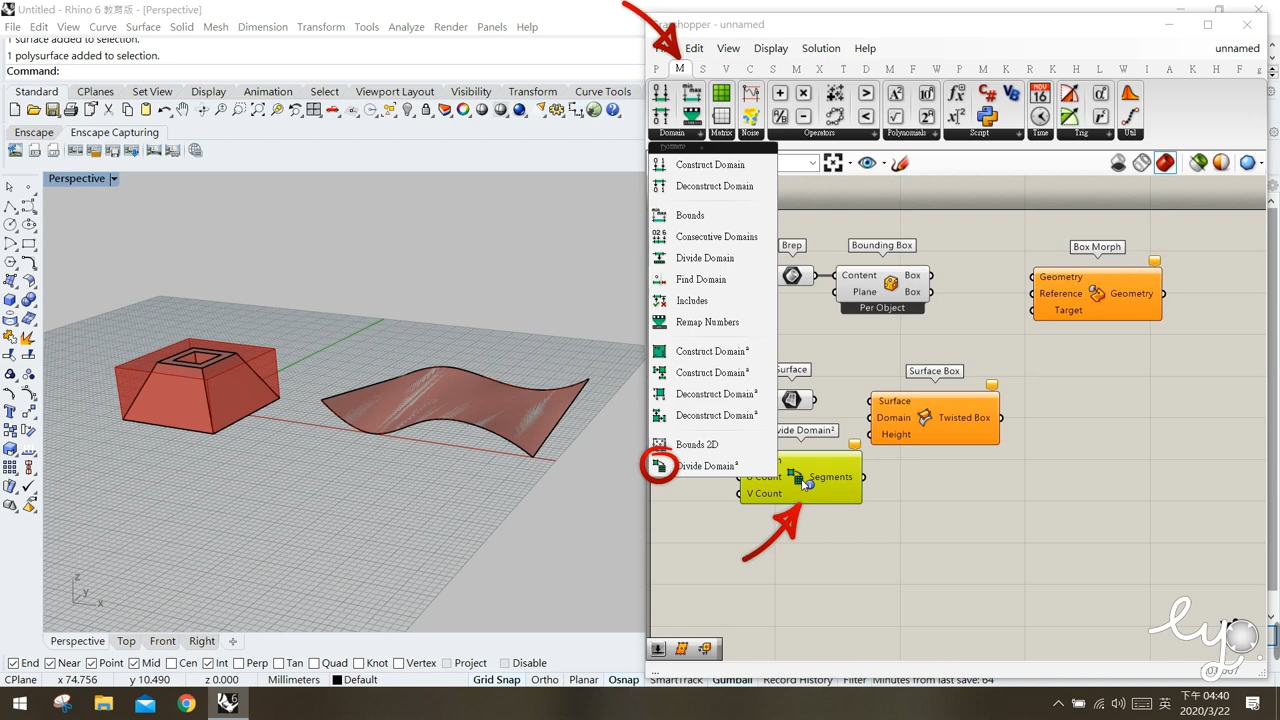 Untitled - Rhino 6 教育版 - [Perspective]
File Edit View Curve Surface Solid Mesh Dimension Transform Tools Analyze Render Panels Help
1 surface added to selection.
1 polysurface added to selection.
Command:
Standard CPlanes Set View Display Select Viewport Layout Visibility Transform Curve Tools
Enscape Enscape Capturing
Perspective
z
y
x
Perspective Top Front Right
End Near Point Mid Cen Int Perp Tan Quad Knot Vertex Project Disable
CPlane x 74.756 y 10.490 z 0.000 Millimeters Default Grid Snap Ortho Planar Osnap SmartTrack Gumball Record History Filter Minutes from last save: 64
Grasshopper - unnamed
Edit View Display Solution Help unnamed
P M S V C S M X T D F W P M E H L W B C A K H F g
Domain Matrix Noise Operators Polynomials Script Time Trig Util
NOV
16
Domain
Construct Domain
Deconstruct Domain
Bounds
Consecutive Domains
Divide Domain
Find Domain
Includes
Remap Numbers
Construct Domain²
Construct Domain²
Deconstruct Domain²
Deconstruct Domain²
Bounds 2D
Divide Domain²
Brep
Bounding Box
Content Box
Plane Box
Per Object
Box Morph
Geometry
Reference Geometry
Target
Surface Box
Surface
Domain Twisted Box
Height
U Count Segments
V Count
ly.
下午 04:40
英
2020/3/22